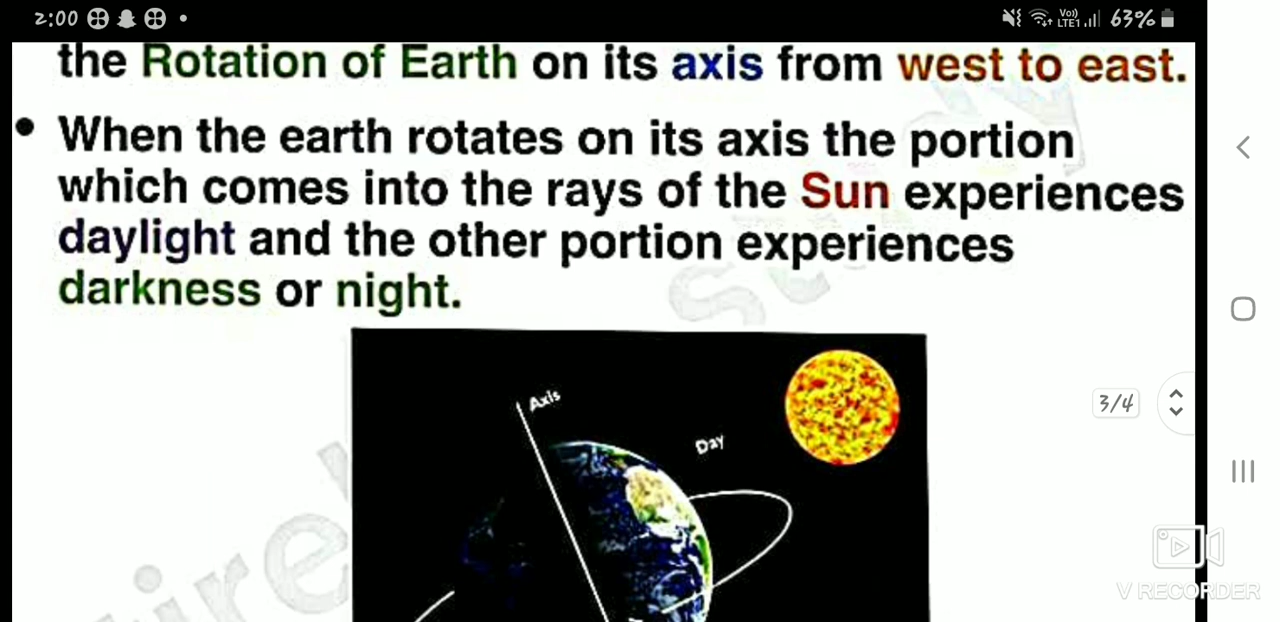 2:00
Vo))
LTE1
63%
the Rotation of Earth on its axis from west to east.
• When the earth rotates on its axis the portion
which comes into the rays of the Sun experiences
daylight and the other portion experiences
darkness or night.
Axis
Day
3/4
V RECORDER